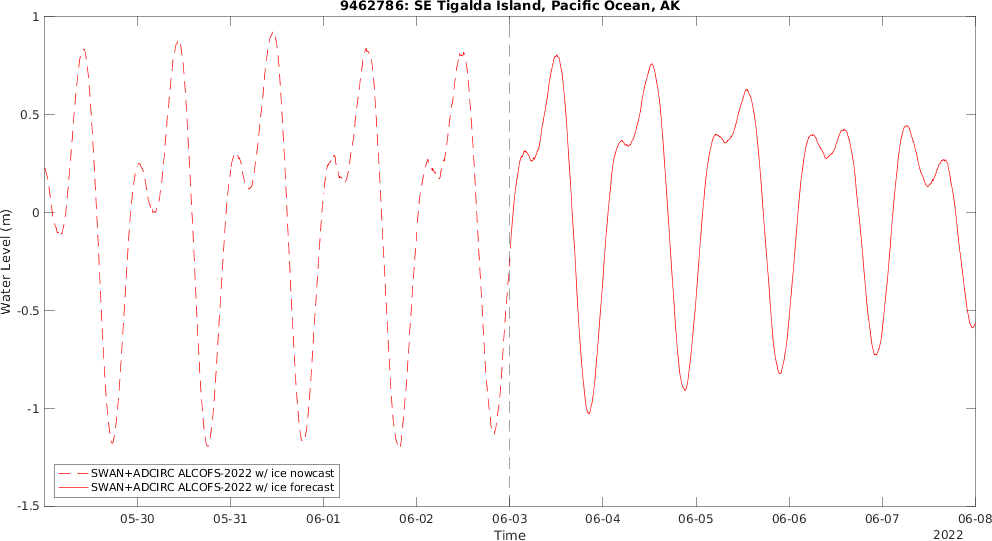 9462786: SE Tigalda Island, Pacific Ocean, AK
1
0.5
0
-0.5
-1
-1.5
Water Level (m)
SWAN+ADCIRC ALCOFS-2022 w/ ice nowcast
SWAN+ADCIRC ALCOFS-2022 w/ ice forecast
05-30 05-31 06-01 06-02 06-03 06-04 06-05 06-06 06-07 06-08
Time
2022